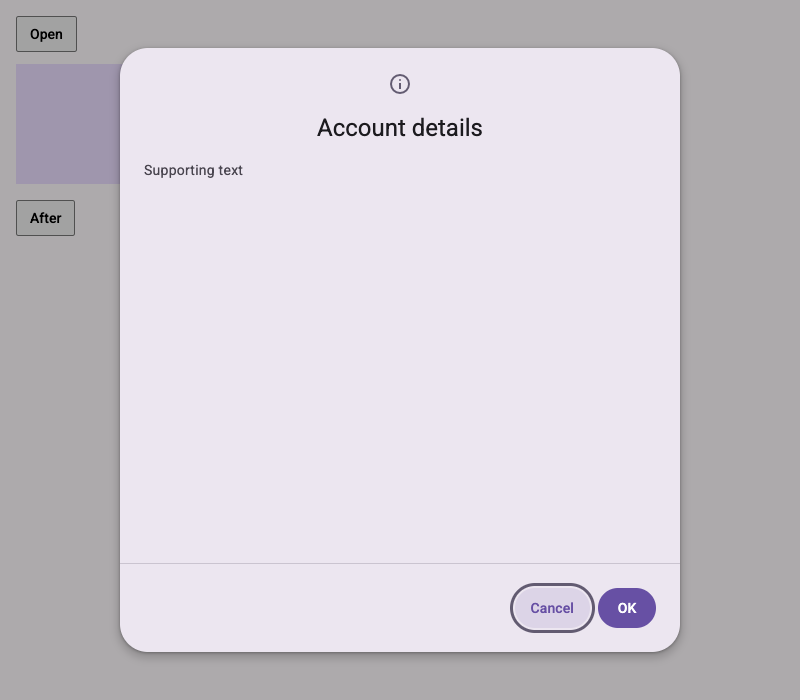 Open
Account details
Supporting text
After
Cancel
OK